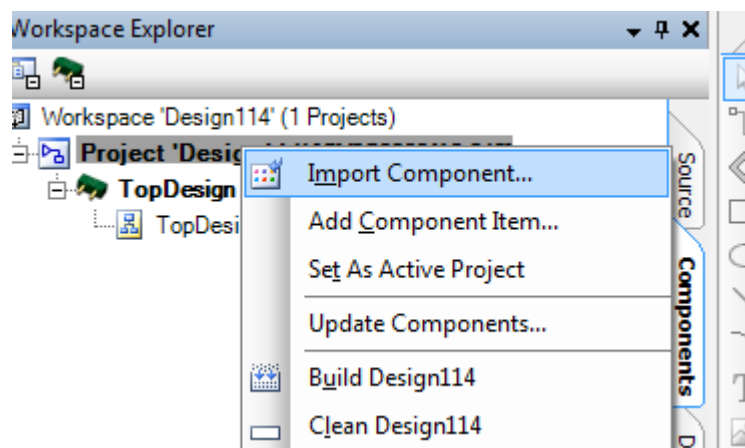 Workspace Explorer
Workspace 'Design114' (1 Projects)
Project 'Desig
Import Component...
TopDesign
TopDesi
Add Component Item...
Set As Active Project
Update Components...
Build Design114
Clean Design114
Source
Components